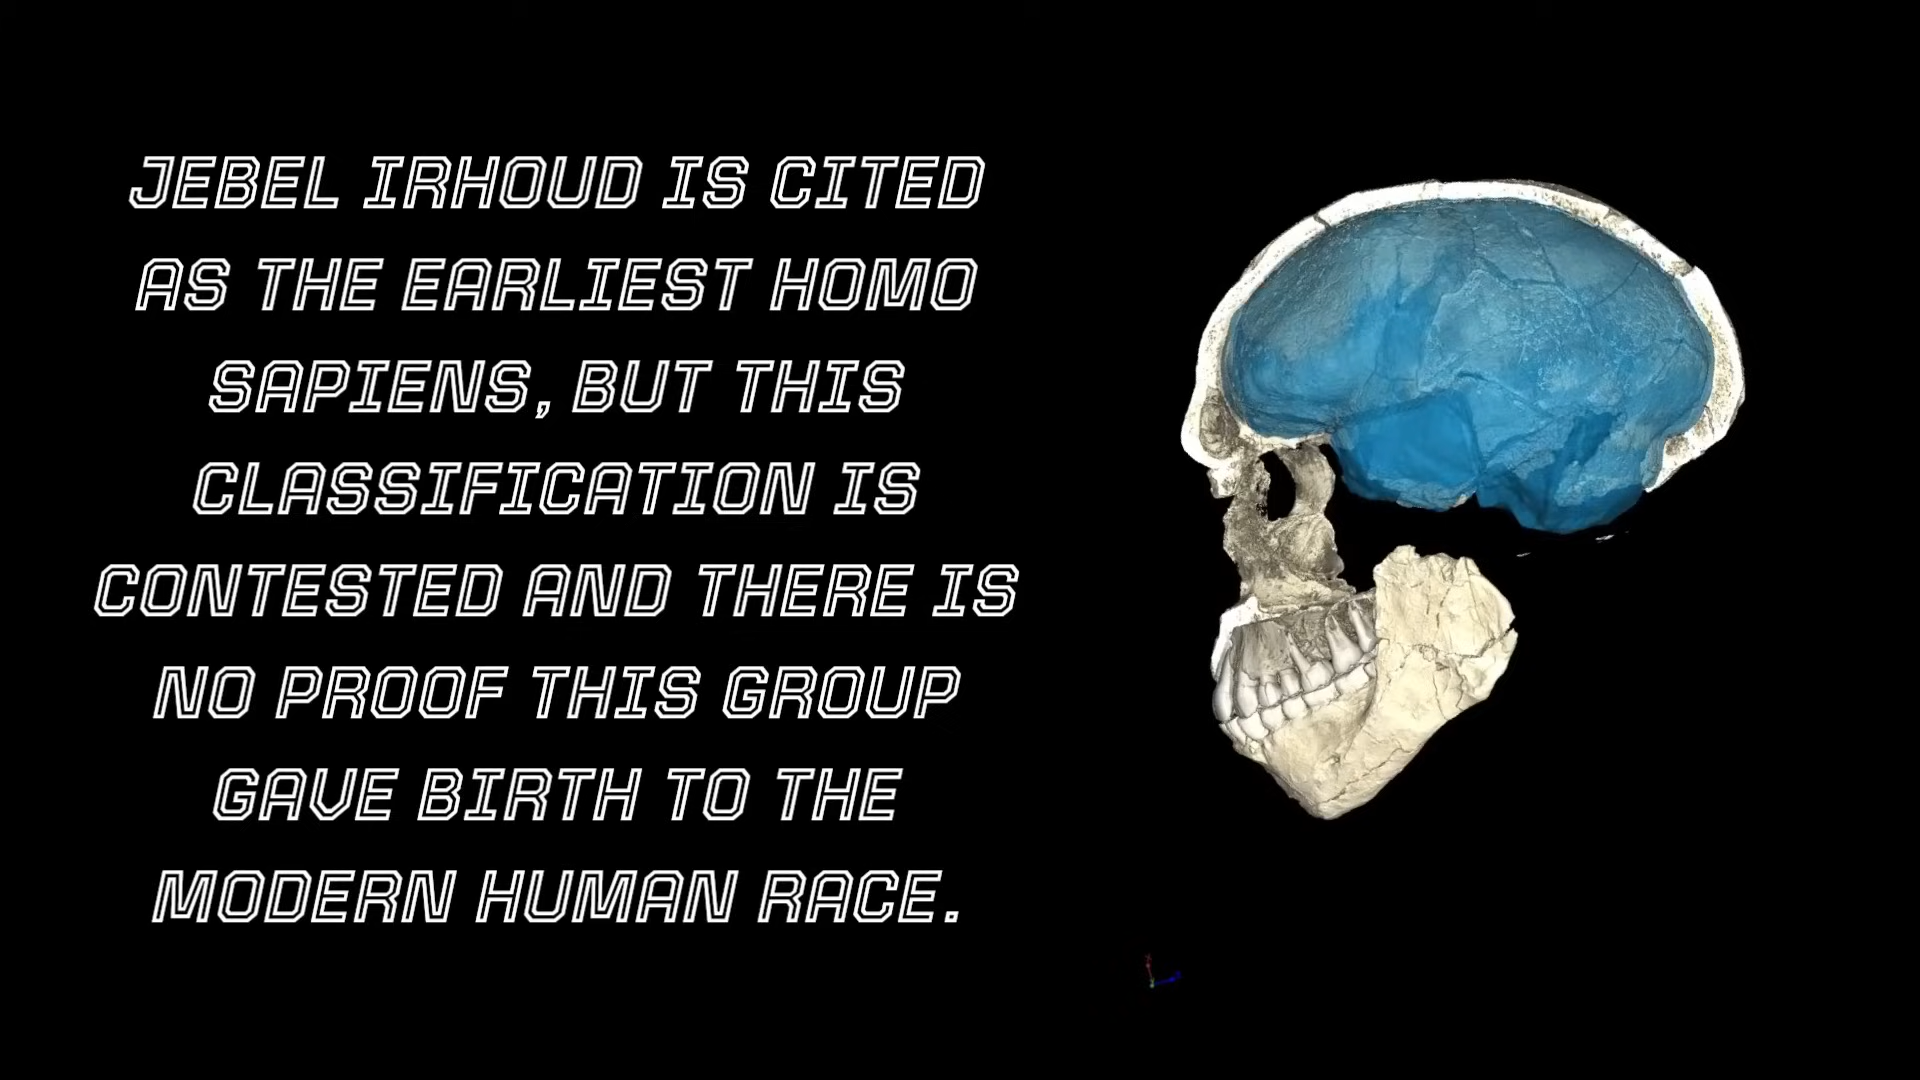 JEBEL IRHOUD IS CITED
AS THE EARLIEST HOMO
SAPIENS, BUT THIS
CLASSIFICATION IS
CONTESTED AND THERE IS
NO PROOF THIS GROUP
GAVE BIRTH TO THE
MODERN HUMAN RACE.